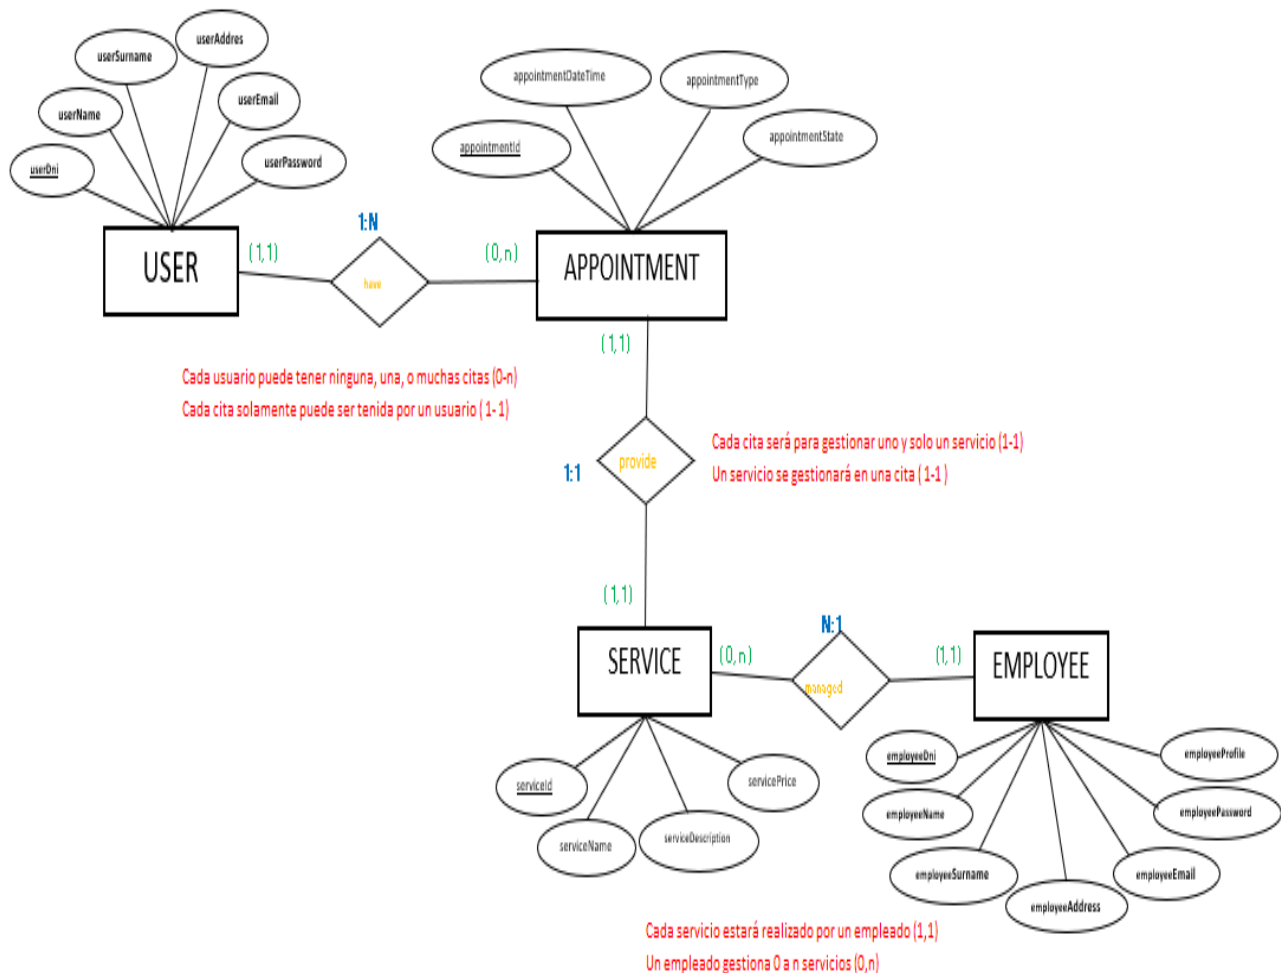 userAddres
userSurname
userEmail
userName
userPassword
userDni
appointmentDateTime
appointmentType
appointmentId
appointmentState
1:N
USER
(1,1)
have
(0,n)
APPOINTMENT
(1,1)
Cada usuario puede tener ninguna, una, o muchas citas (0-n)
Cada cita solamente puede ser tenida por un usuario ( 1-1)
1:1
provide
Cada cita será para gestionar uno y solo un servicio (1-1)
Un servicio se gestionará en una cita ( 1-1 )
(1,1)
SERVICE
(0,n)
N:1
managed
(1,1)
EMPLOYEE
serviceId
serviceName
serviceDescription
servicePrice
employeeDni
employeeName
employeeSurname
employeeAddress
employeeEmail
employeePassword
employeeProfile
Cada servicio estará realizado por un empleado (1,1)
Un empleado gestiona 0 a n servicios (0,n)